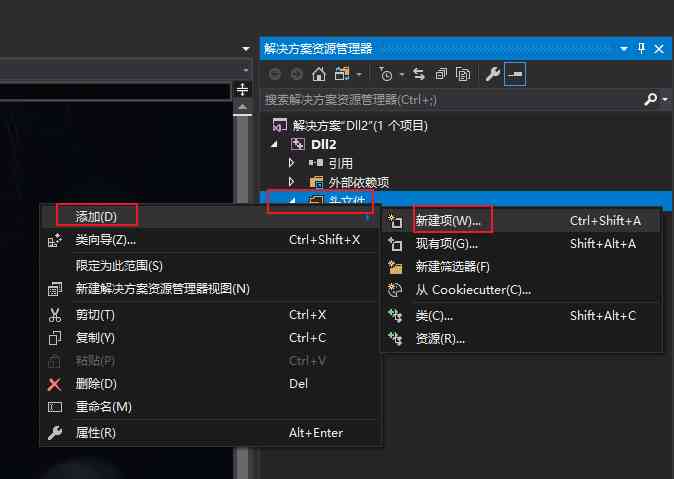 解决方案资源管理器
搜索解决方案资源管理器(Ctrl+;)
解决方案"Dll2"(1 个项目)
Dll2
引用
外部依赖项
头文件
添加(D)
类向导(Z)... Ctrl+Shift+X
限定为此范围(S)
新建解决方案资源管理器视图(N)
剪切(T) Ctrl+X
复制(Y) Ctrl+C
粘贴(P) Ctrl+V
删除(D) Del
重命名(M)
属性(R) Alt+Enter
新建项(W)... Ctrl+Shift+A
现有项(G)... Shift+Alt+A
新建筛选器(F)
从 Cookiecutter(C)...
类(C)... Shift+Alt+C
资源(R)...